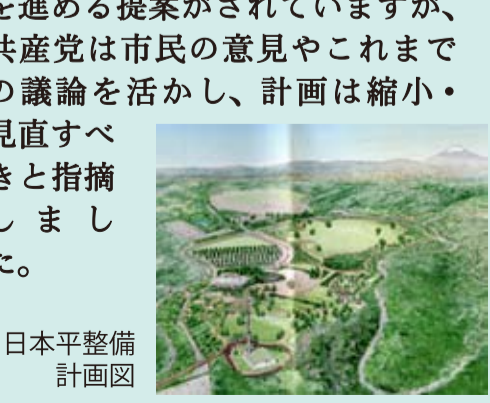 を進める提案がされていますが、
共産党は市民の意見やこれまで
の議論を活かし、計画は縮小・
見直すべ
きと指摘
しまし
た。
日本平整備
計画図